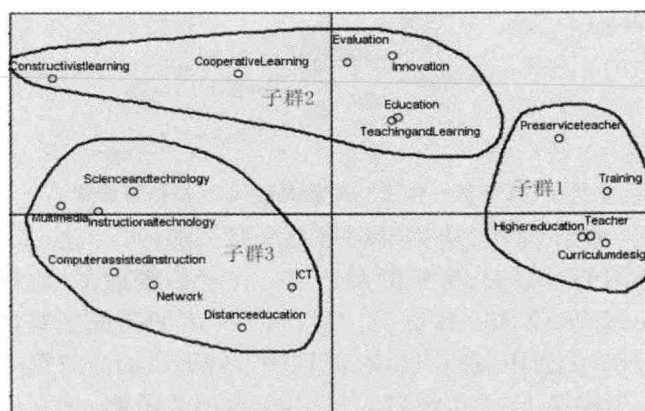 Evaluation
Constructivistlearning
CooperativeLearning
Innovation
子群2
Education
TeachingandLearning
Preserviceteacher
子群1
Training
Scienceandtechnology
Multimedia
Instructionaltechnology
Highereducation
Teacher
Curriculumdesig
Computerassistedinstruction
子群3
ICT
Network
Distanceeducation